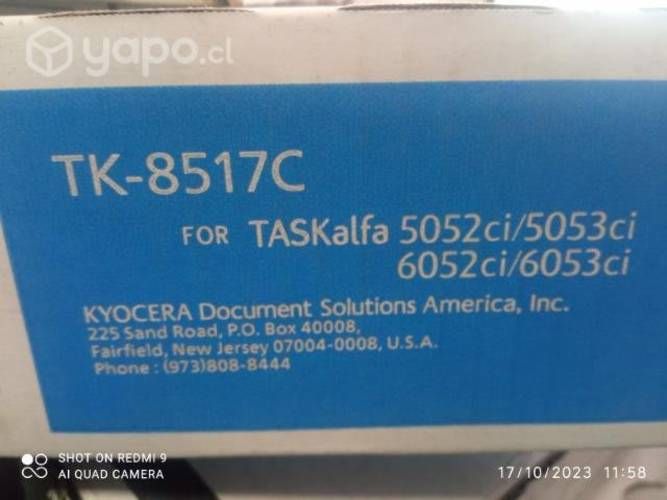 yapo.cl
TK-8517C
FOR TASKalfa 5052ci/5053ci
6052ci/6053ci
KYOCERA Document Solutions America, Inc.
225 Sand Road, P.O. Box 40008,
Fairfield, New Jersey 07004-0008, U.S.A.
Phone : (973)808-8444
SHOT ON REDMI 9
AI QUAD CAMERA
17/10/2023 11:58